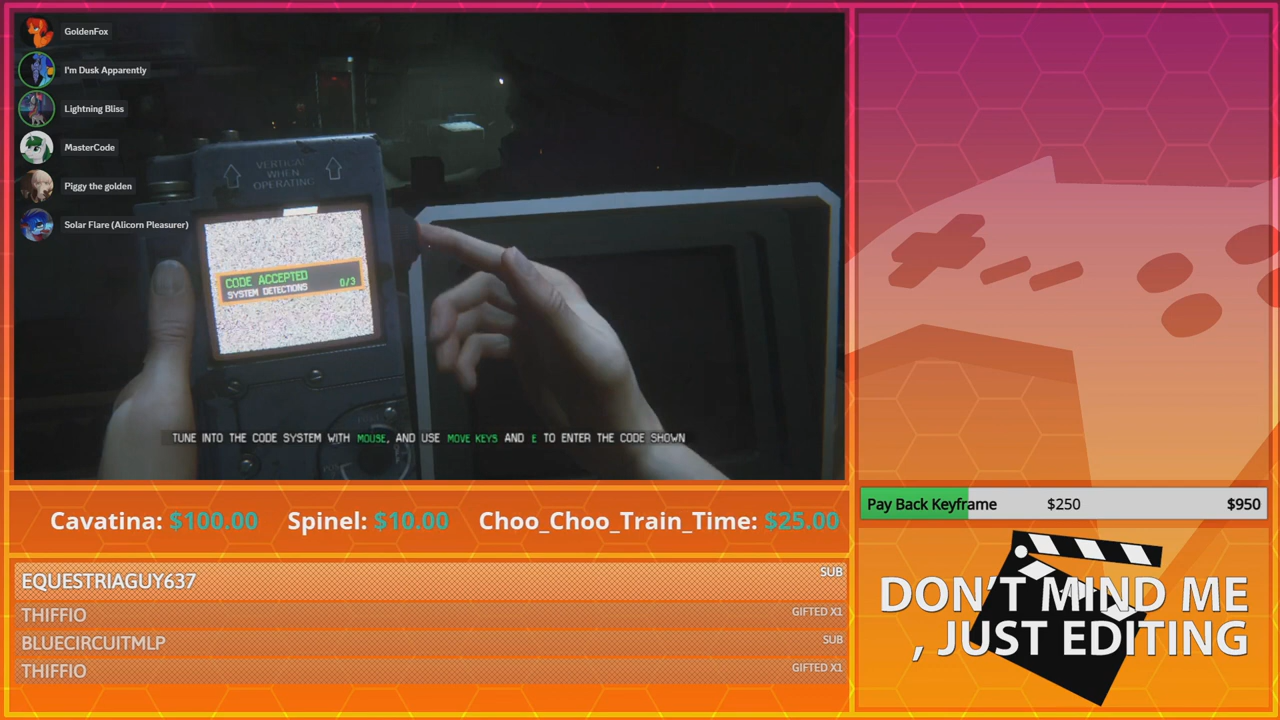 GoldenFox
I'm Dusk Apparently
Lightning Bliss
MasterCode
Piggy the golden
Solar Flare (Alicorn Pleasurer)
VERTICAL
WHEN
OPERATING
CODE ACCEPTED
SYSTEM DETECTIONS 0/3
TUNE INTO THE CODE SYSTEM WITH MOUSE, AND USE MOVE KEYS AND E TO ENTER THE CODE SHOWN
Cavatina: $100.00 Spinel: $10.00 Choo_Choo_Train_Time: $25.00
EQUESTRIAGUY637 SUB
THIFFIO GIFTED X1
BLUECIRCUITMLP SUB
THIFFIO GIFTED X1
Pay Back Keyframe $250 $950
DON'T MIND ME
, JUST EDITING